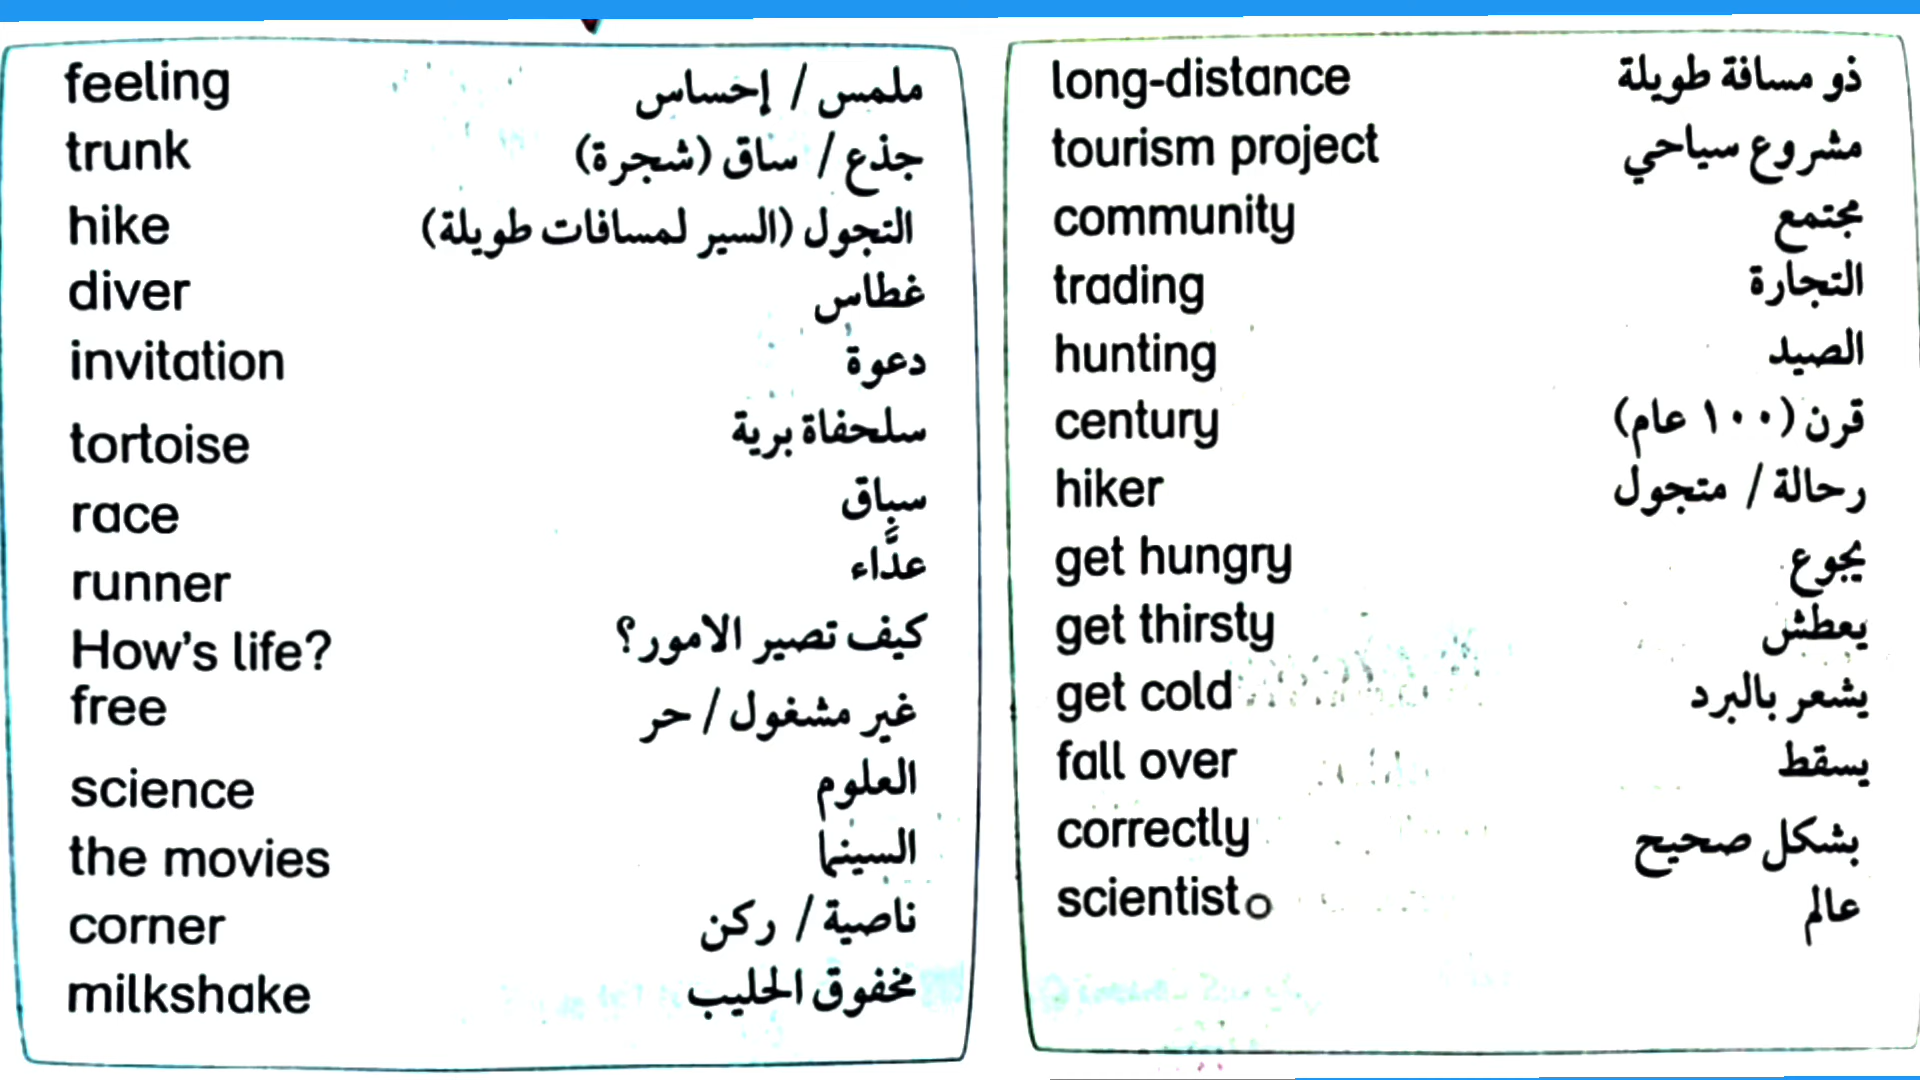 feeling ملمس / إحساس
trunk جذع / ساق (شجرة)
hike التجول (السير لمسافات طويلة)
diver غطاس
invitation دعوة
tortoise سلحفاة برية
race سباق
runner عدَّاء
How's life? كيف تصير الامور؟
free غير مشغول / حر
science العلوم
the movies السينما
corner ناصية / ركن
milkshake مخفوق الحليب
long-distance ذو مسافة طويلة
tourism project مشروع سياحي
community مجتمع
trading التجارة
hunting الصيد
century قرن (١٠٠ عام)
hiker رحالة / متجول
get hungry يجوع
get thirsty يعطش
get cold يشعر بالبرد
fall over يسقط
correctly بشكل صحيح
scientist عالم